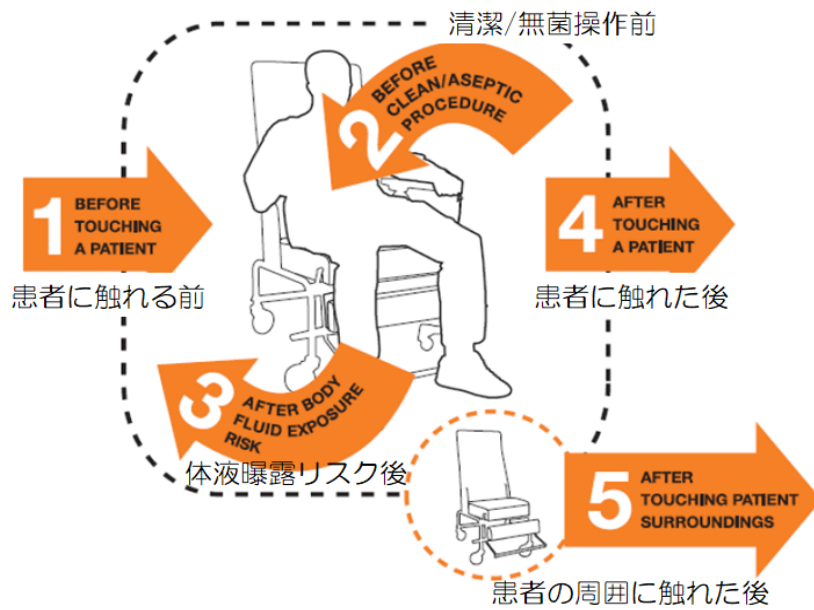 清潔/無菌操作前
2 BEFORE
CLEAN/ASEPTIC
PROCEDURE
1 BEFORE
TOUCHING
A PATIENT
患者に触れる前
4 AFTER
TOUCHING
A PATIENT
患者に触れた後
3 AFTER BODY
FLUID EXPOSURE
RISK
体液曝露リスク後
5 AFTER
TOUCHING PATIENT
SURROUNDINGS
患者の周囲に触れた後